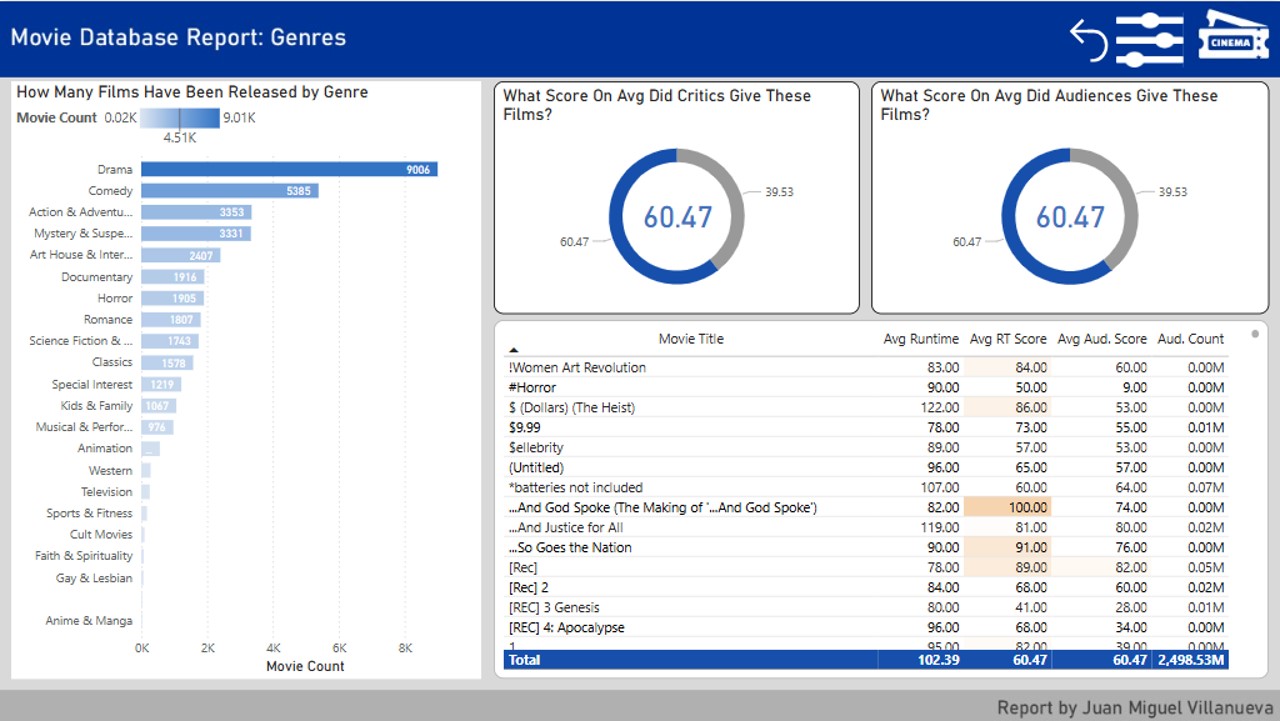 Movie Database Report: Genres
CINEMA
How Many Films Have Been Released by Genre
Movie Count 0.02K 9.01K
4.51K
Drama 9006
Comedy 5385
Action & Adventu... 3353
Mystery & Suspe... 3331
Art House & Inter... 2407
Documentary 1916
Horror 1905
Romance 1807
Science Fiction & ... 1743
Classics 1578
Special Interest 1219
Kids & Family 1067
Musical & Perfor... 976
Animation ...
Western
Television
Sports & Fitness
Cult Movies
Faith & Spirituality
Gay & Lesbian
Anime & Manga
0K 2K 4K 6K 8K
Movie Count
What Score On Avg Did Critics Give These
Films?
39.53
60.47
60.47
What Score On Avg Did Audiences Give These
Films?
39.53
60.47
60.47
Movie Title Avg Runtime Avg RT Score Avg Aud. Score Aud. Count
!Women Art Revolution 83.00 84.00 60.00 0.00M
#Horror 90.00 50.00 9.00 0.00M
$ (Dollars) (The Heist) 122.00 86.00 53.00 0.00M
$9.99 78.00 73.00 55.00 0.01M
$ellebrity 89.00 57.00 53.00 0.00M
(Untitled) 96.00 65.00 57.00 0.00M
*batteries not included 107.00 60.00 64.00 0.07M
...And God Spoke (The Making of '...And God Spoke') 82.00 100.00 74.00 0.00M
...And Justice for All 119.00 81.00 80.00 0.02M
...So Goes the Nation 90.00 91.00 76.00 0.00M
[Rec] 78.00 89.00 82.00 0.05M
[Rec] 2 84.00 68.00 60.00 0.02M
[REC] 3 Genesis 80.00 41.00 28.00 0.01M
[REC] 4: Apocalypse 96.00 68.00 34.00 0.00M
1 95.00 82.00 39.00 0.00M
Total 102.39 60.47 60.47 2,498.53M
Report by Juan Miguel Villanueva